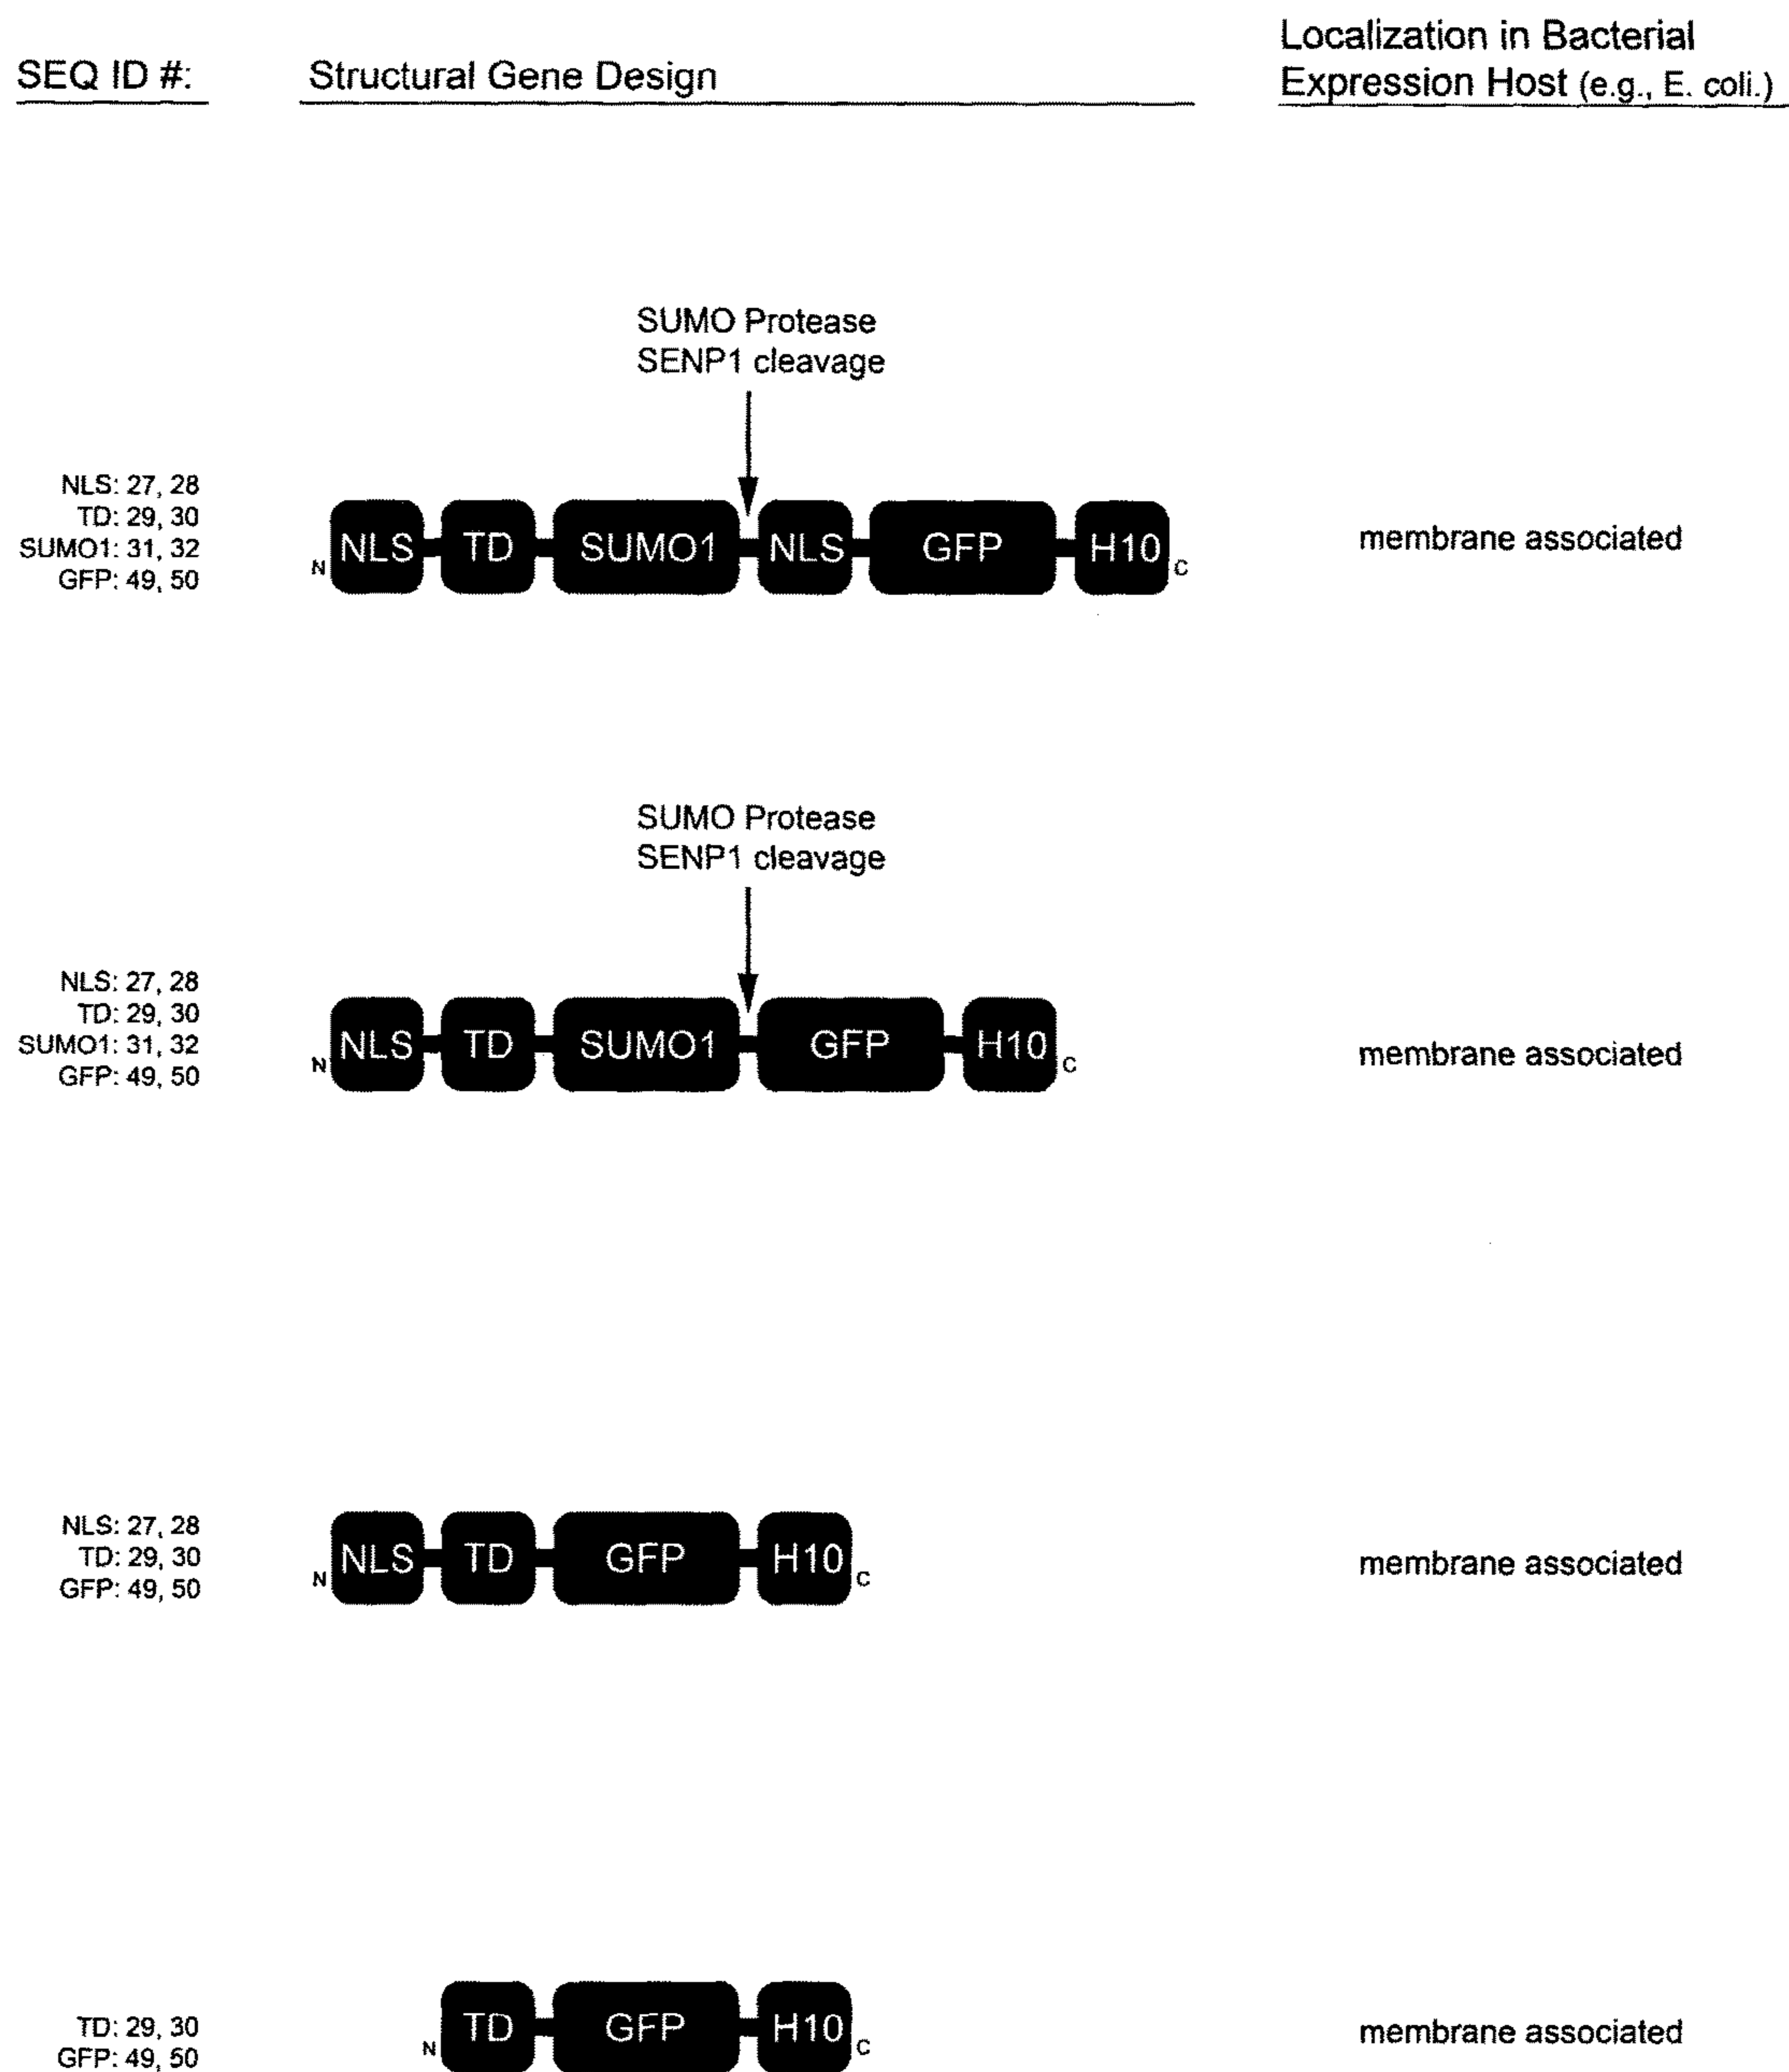 SEQ ID #:
Structural Gene Design
Localization in Bacterial
Expression Host (e.g., E. coli.)
SUMO Protease
SENP1 cleavage
NLS: 27, 28
TD: 29, 30
SUMO1: 31, 32
GFP: 49, 50
N NLS TD SUMO1 NLS GFP H10 C
membrane associated
SUMO Protease
SENP1 cleavage
NLS: 27, 28
TD: 29, 30
SUMO1: 31, 32
GFP: 49, 50
N NLS TD SUMO1 GFP H10 C
membrane associated
NLS: 27, 28
TD: 29, 30
GFP: 49, 50
N NLS TD GFP H10 C
membrane associated
TD: 29, 30
GFP: 49, 50
N TD GFP H10 C
membrane associated